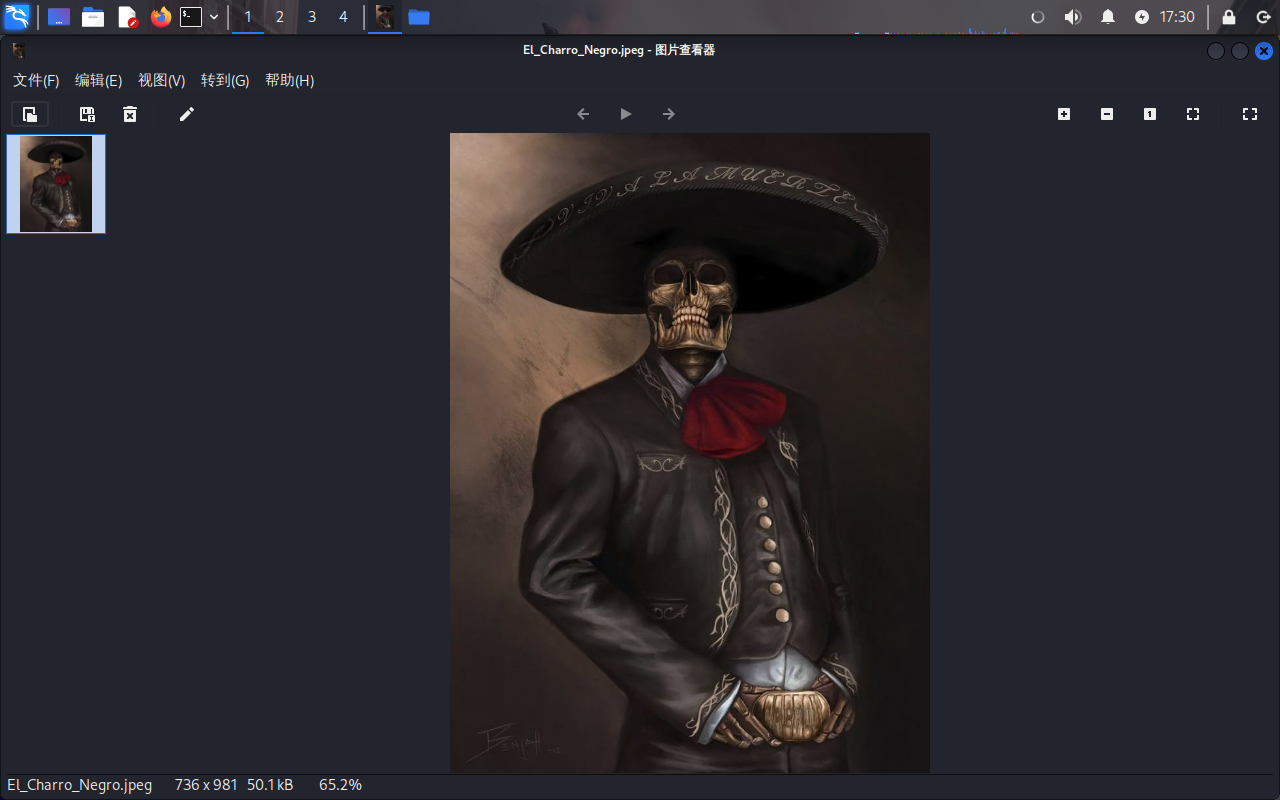 1 2 3 4 17:30
El_Charro_Negro.jpeg - 图片查看器
文件(F) 编辑(E) 视图(V) 转到(G) 帮助(H)
VIVA LA MUERTE
El_Charro_Negro.jpeg 736 x 981 50.1 kB 65.2%